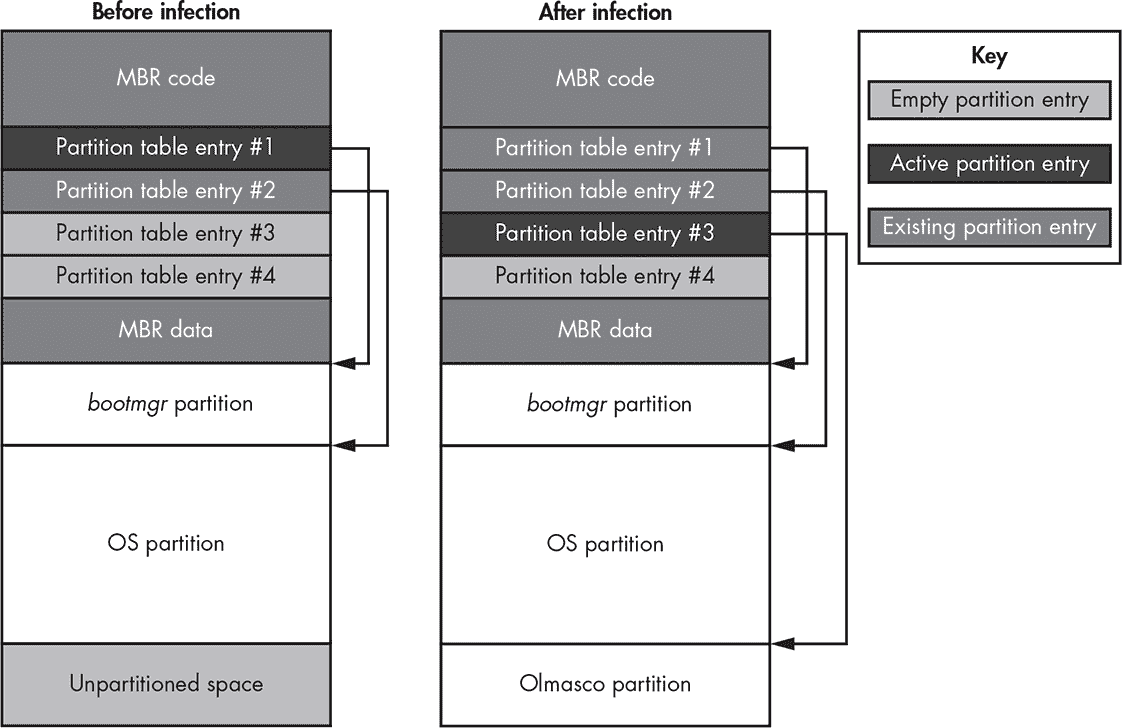 Before infection
MBR code
Partition table entry #1
Partition table entry #2
Partition table entry #3
Partition table entry #4
MBR data
bootmgr partition
OS partition
Unpartitioned space
After infection
MBR code
Partition table entry #1
Partition table entry #2
Partition table entry #3
Partition table entry #4
MBR data
bootmgr partition
OS partition
Olmasco partition
Key
Empty partition entry
Active partition entry
Existing partition entry